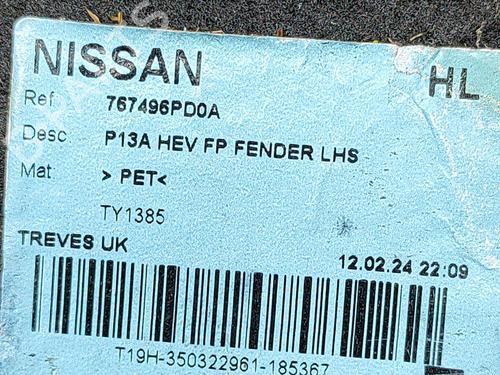 NISSAN HL
Ref 767496PD0A
Desc P13A HEV FP FENDER LHS
Mat > PET<
TY1385
TREVES UK 12.02.24 22:09
T19H-350322961-185367